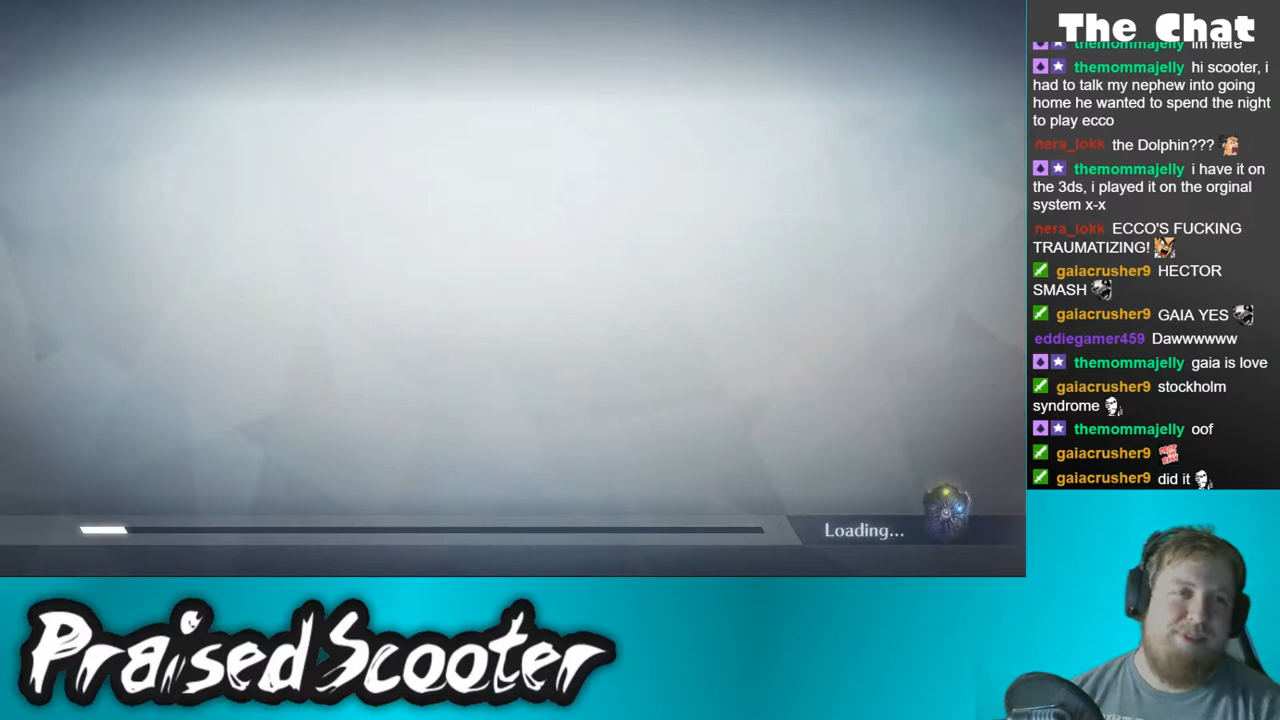 The Chat
themommajelly im here
themommajelly hi scooter, i
had to talk my nephew into going
home he wanted to spend the night
to play ecco
nera_lokk the Dolphin???
themommajelly i have it on
the 3ds, i played it on the orginal
system x-x
nera_lokk ECCO'S FUCKING
TRAUMATIZING!
gaiacrusher9 HECTOR
SMASH
gaiacrusher9 GAIA YES
eddiegamer459 Dawwwwww
themommajelly gaia is love
gaiacrusher9 stockholm
syndrome
themommajelly oof
gaiacrusher9
gaiacrusher9 did it
Loading...
PraisedScooter